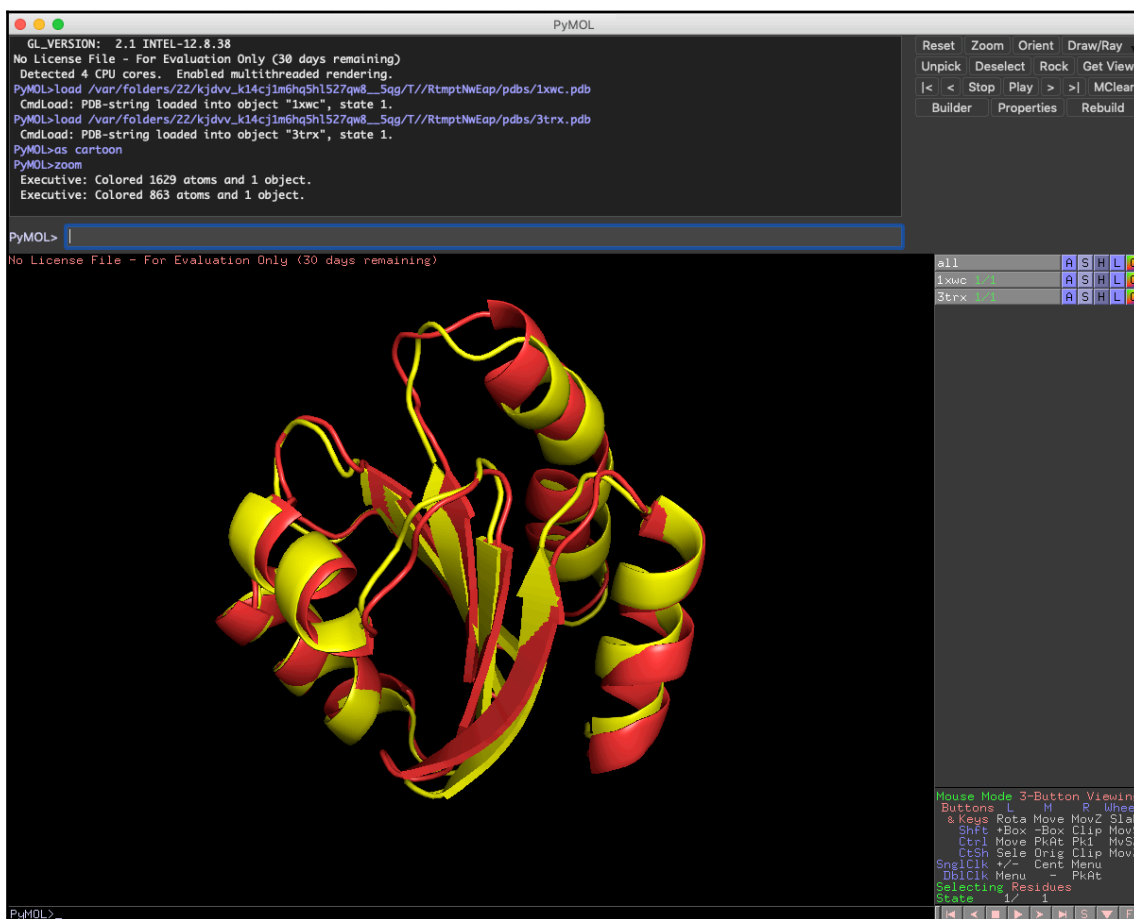 PyMOL
GL_VERSION:  2.1 INTEL-12.8.38
No License File - For Evaluation Only (30 days remaining)
Detected 4 CPU cores.  Enabled multithreaded rendering.
PyMOL>load /var/folders/22/kjdvv_k14cj1m6hq5hl527qw8__5qg/T//RtmptNwEap/pdbs/1xwc.pdb
CmdLoad: PDB-string loaded into object "1xwc", state 1.
PyMOL>load /var/folders/22/kjdvv_k14cj1m6hq5hl527qw8__5qg/T//RtmptNwEap/pdbs/3trx.pdb
CmdLoad: PDB-string loaded into object "3trx", state 1.
PyMOL>as cartoon
PyMOL>zoom
Executive: Colored 1629 atoms and 1 object.
Executive: Colored 863 atoms and 1 object.
Reset Zoom Orient Draw/Ray
Unpick Deselect Rock Get View
|< < Stop Play > >| MClear
Builder Properties Rebuild
PyMOL>
No License File - For Evaluation Only (30 days remaining)
all A S H L
1xwc 1/1 A S H L
3trx 1/1 A S H L
Mouse Mode 3-Button Viewing
Buttons L M R Whee
& Keys Rota Move MovZ Slab
Shft +Box -Box Clip Mov
Ctrl Move PkAt Pk1 MvS
CtSh Sele Orig Clip Mov
SnglClk +/- Cent Menu
DblClk Menu - PkAt
Selecting Residues
State 1/ 1
PyMOL>_
S F